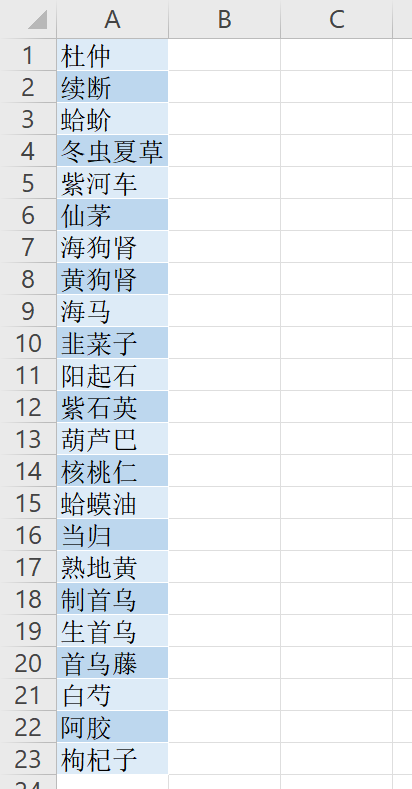 A B C
1 杜仲
2 续断
3 蛤蚧
4 冬虫夏草
5 紫河车
6 仙茅
7 海狗肾
8 黄狗肾
9 海马
10 韭菜子
11 阳起石
12 紫石英
13 葫芦巴
14 核桃仁
15 蛤蟆油
16 当归
17 熟地黄
18 制首乌
19 生首乌
20 首乌藤
21 白芍
22 阿胶
23 枸杞子
24